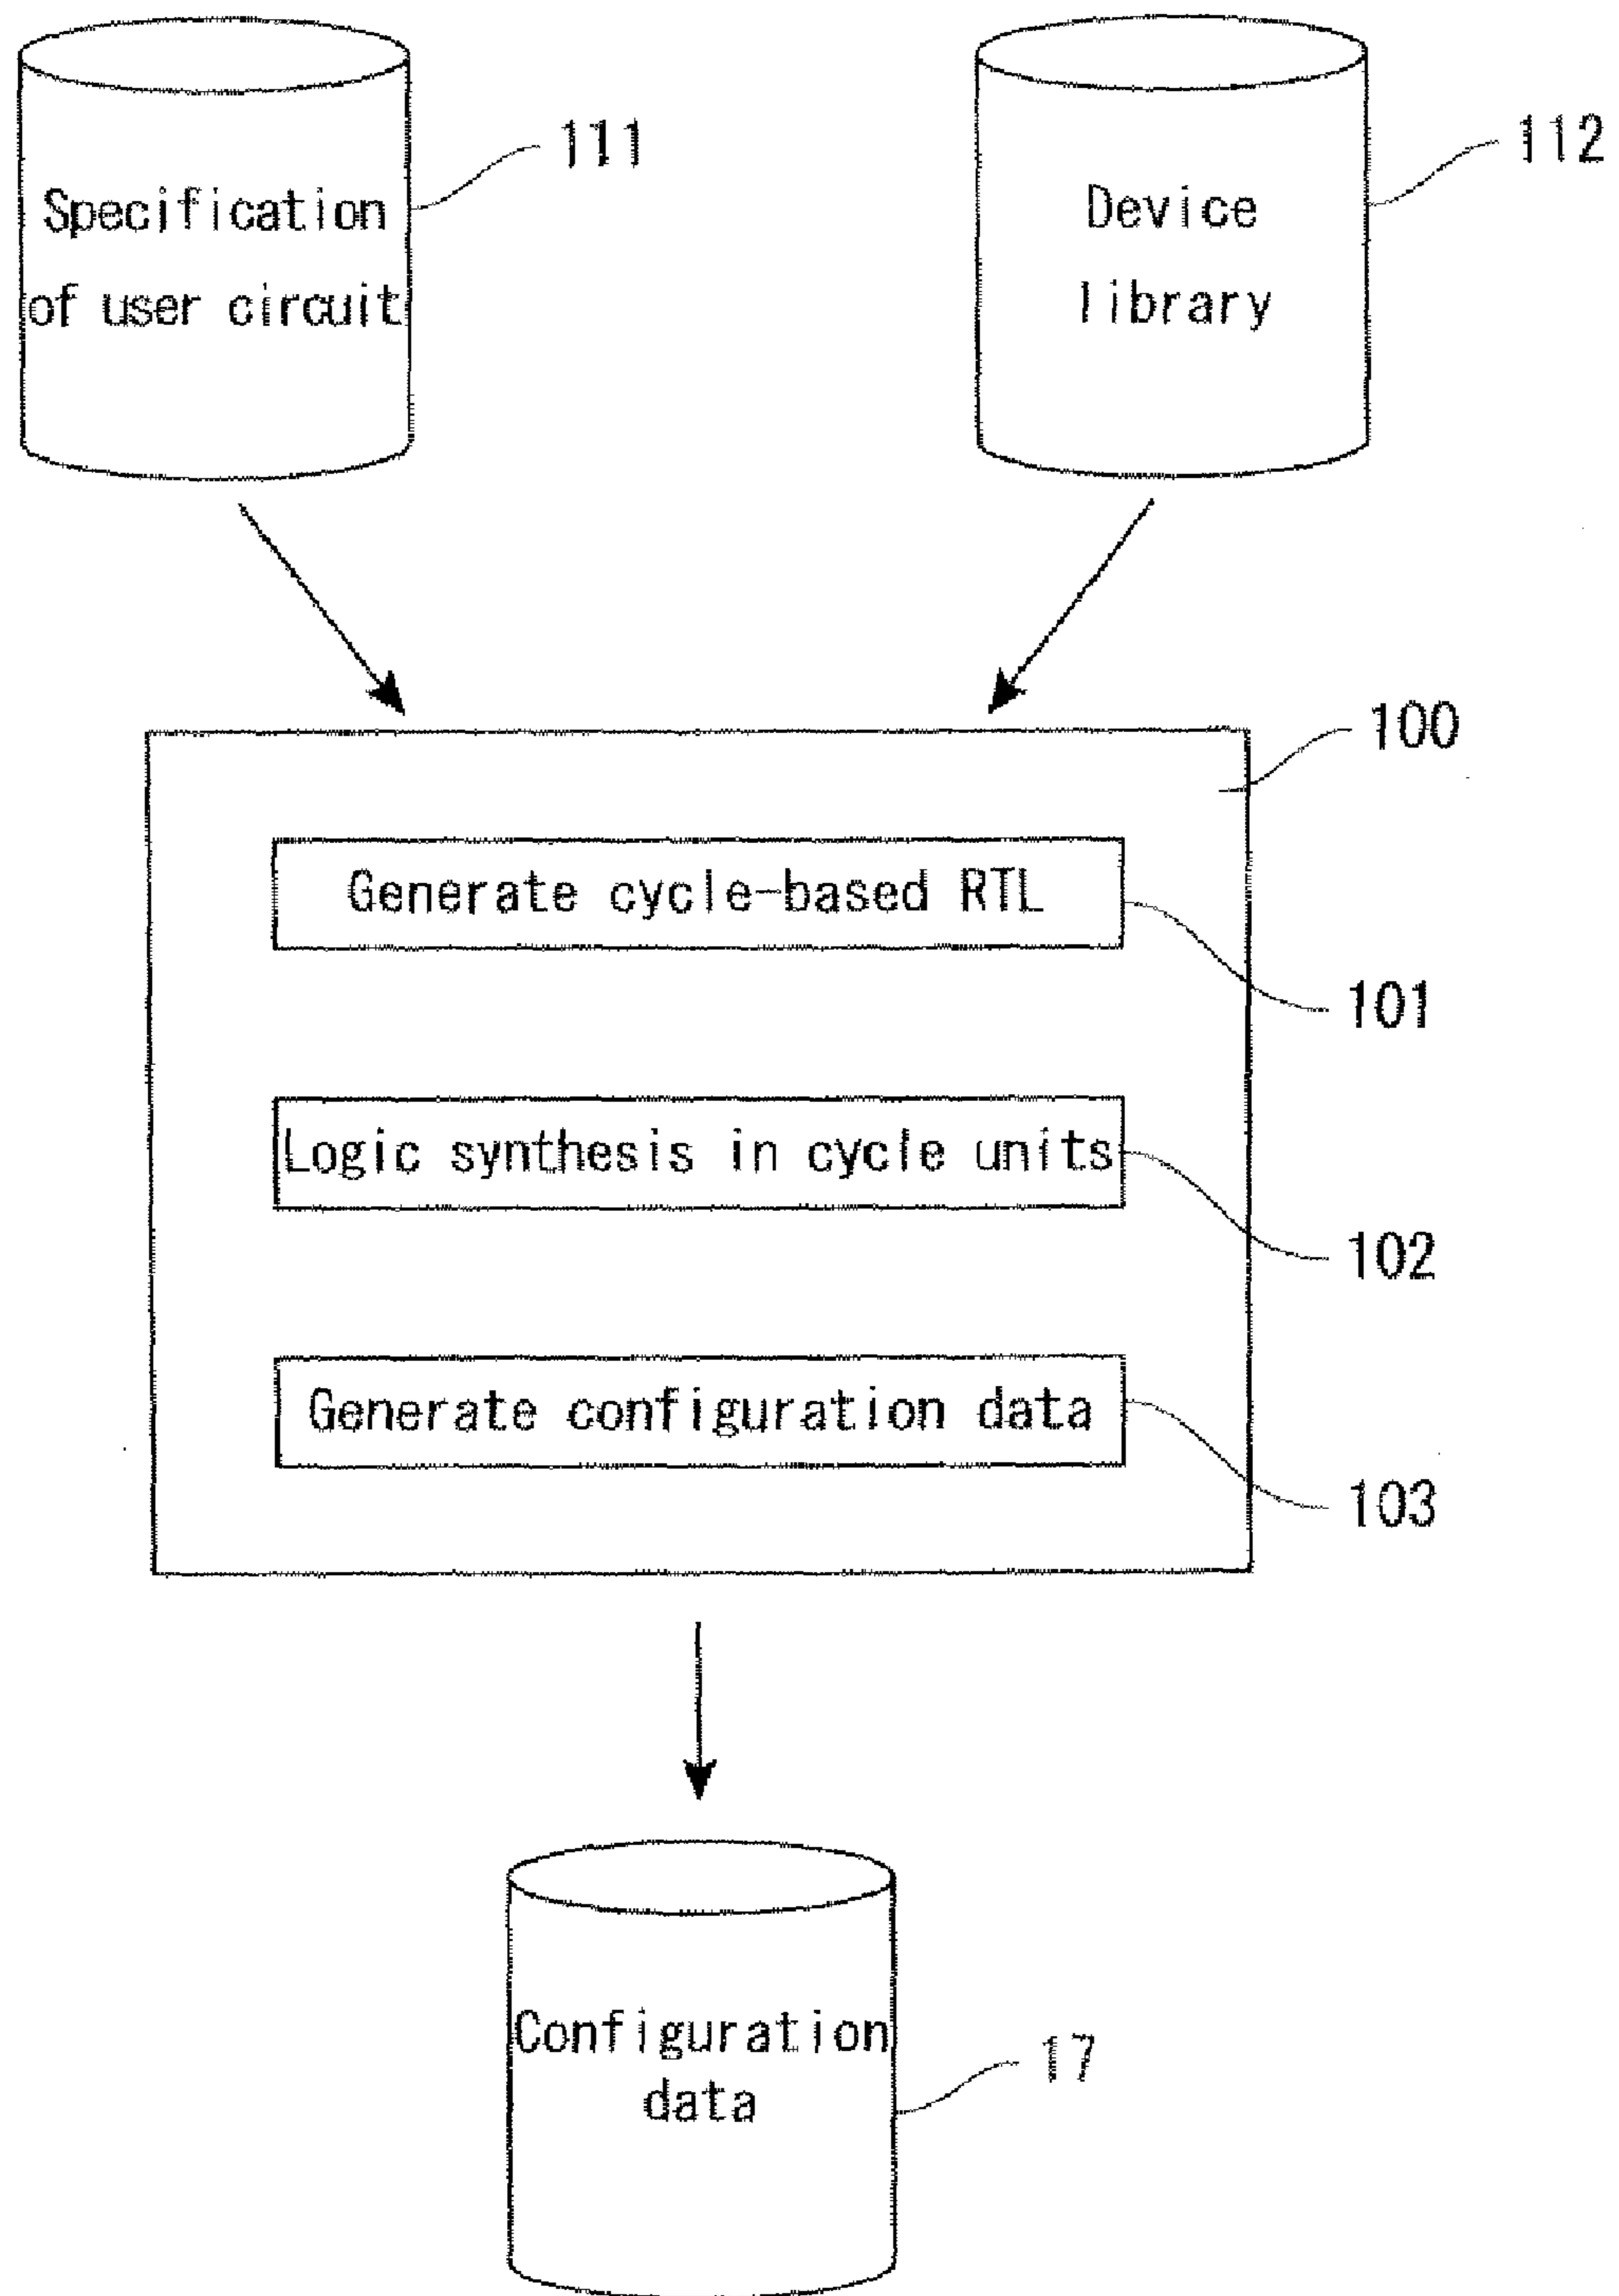 111
Specification
of user circuit
112
Device
library
100
Generate cycle-based RTL
101
Logic synthesis in cycle units
102
Generate configuration data
103
Configuration
data
17